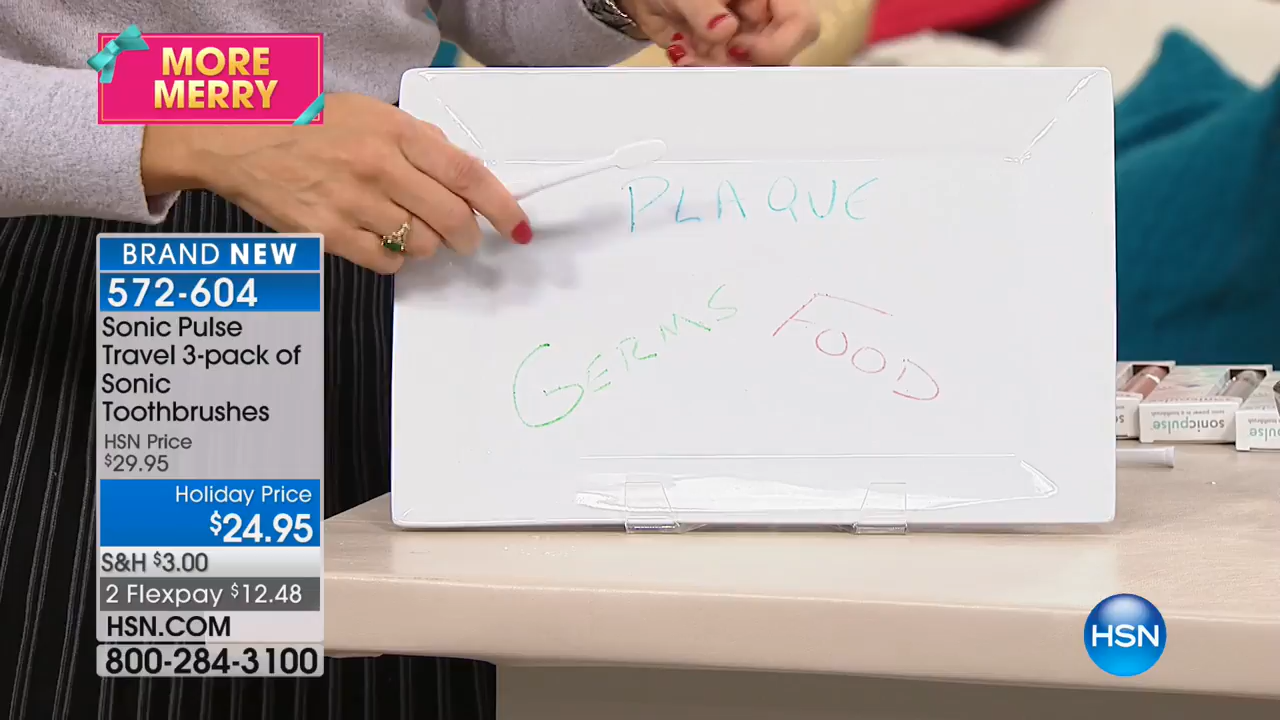 MORE
MERRY
BRAND NEW
572-604
Sonic Pulse
Travel 3-pack of
Sonic
Toothbrushes
HSN Price
$29.95
Holiday Price
$24.95
S&H $3.00
2 Flexpay $12.48
HSN.COM
800-284-3100
PLAQUE
GERMS
FOOD
sonicpulse
HSN